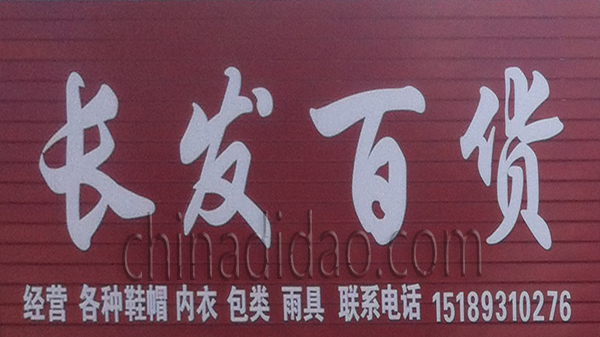 长发百货
chinadidao.com
经营 各种鞋帽 内衣 包类 雨具 联系电话 15189310276